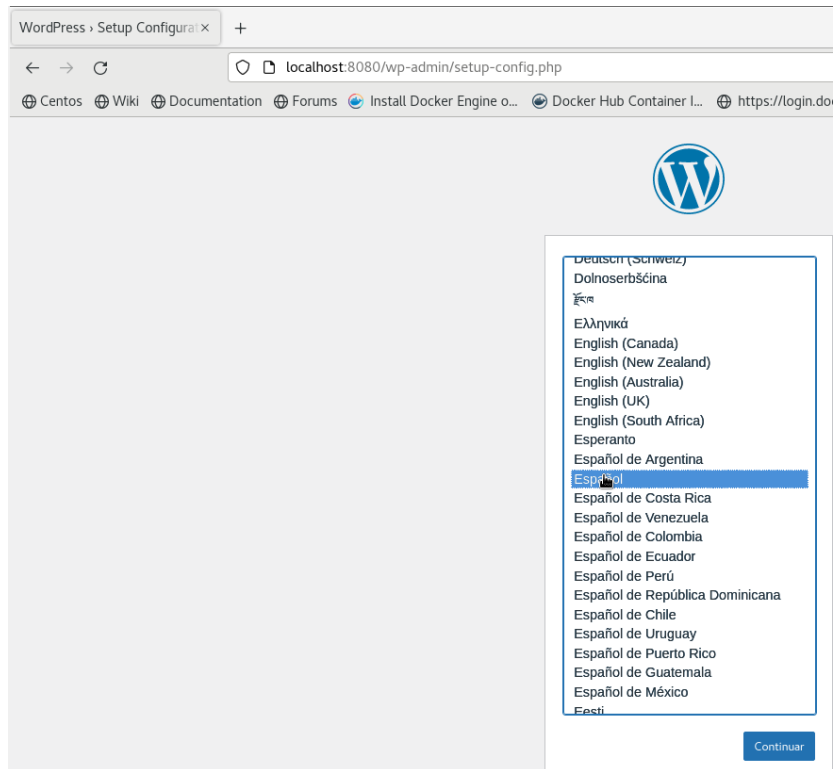 WordPress › Setup Configurat
localhost:8080/wp-admin/setup-config.php
Centos Wiki Documentation Forums Install Docker Engine o... Docker Hub Container I... https://login.do
Deutsch (Schweiz)
Dolnoserbšćina
རྫོང་ཁ
Ελληνικά
English (Canada)
English (New Zealand)
English (Australia)
English (UK)
English (South Africa)
Esperanto
Español de Argentina
Español
Español de Costa Rica
Español de Venezuela
Español de Colombia
Español de Ecuador
Español de Perú
Español de República Dominicana
Español de Chile
Español de Uruguay
Español de Puerto Rico
Español de Guatemala
Español de México
Eesti
Continuar